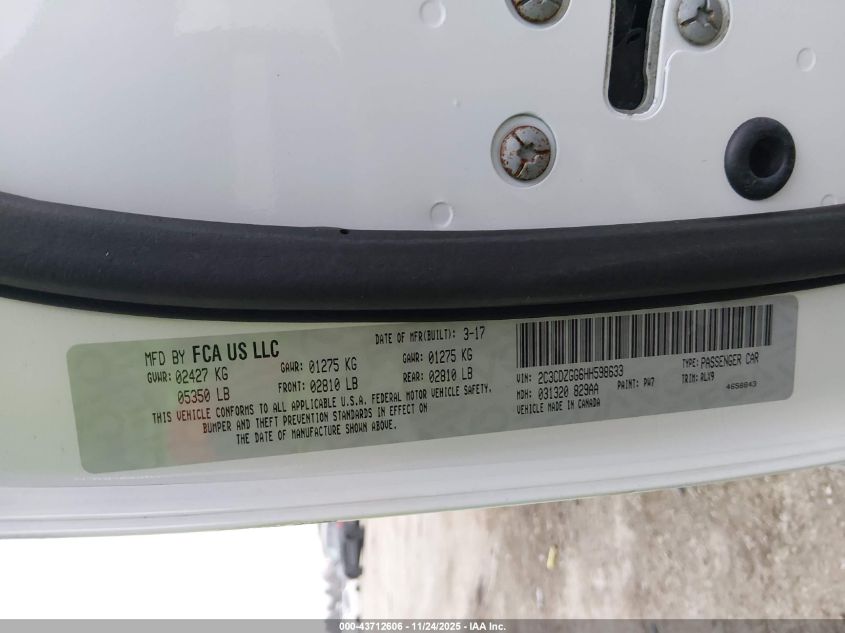 MFD BY FCA US LLC
DATE OF MFR(BUILT): 3-17
GVWR: 02427 KG
GAWR: 01275 KG
GAWR: 01275 KG
05350 LB
FRONT: 02810 LB
REAR: 02810 LB
THIS VEHICLE CONFORMS TO ALL APPLICABLE U.S.A. FEDERAL MOTOR VEHICLE SAFETY,
BUMPER AND THEFT PREVENTION STANDARDS IN EFFECT ON
THE DATE OF MANUFACTURE SHOWN ABOVE.
VIN: 2C3CDZGG6HH598633
TYPE: PASSENGER CAR
MDH: 031320 829AA
PAINT: PW7
TRIM: RLX9
VEHICLE MADE IN CANADA
4658643
000-43712606 - 11/24/2025 - IAA Inc.